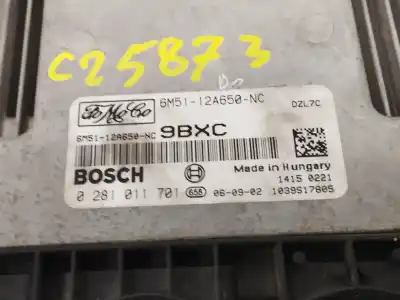 C25873
FoMoCo
6M51-12A650-NC
DZL7C
6M51-12A650-NC
9BXC
BOSCH
Made in Hungary
1415 0221
0 281 011 701
658
06-09-02
1039S17805